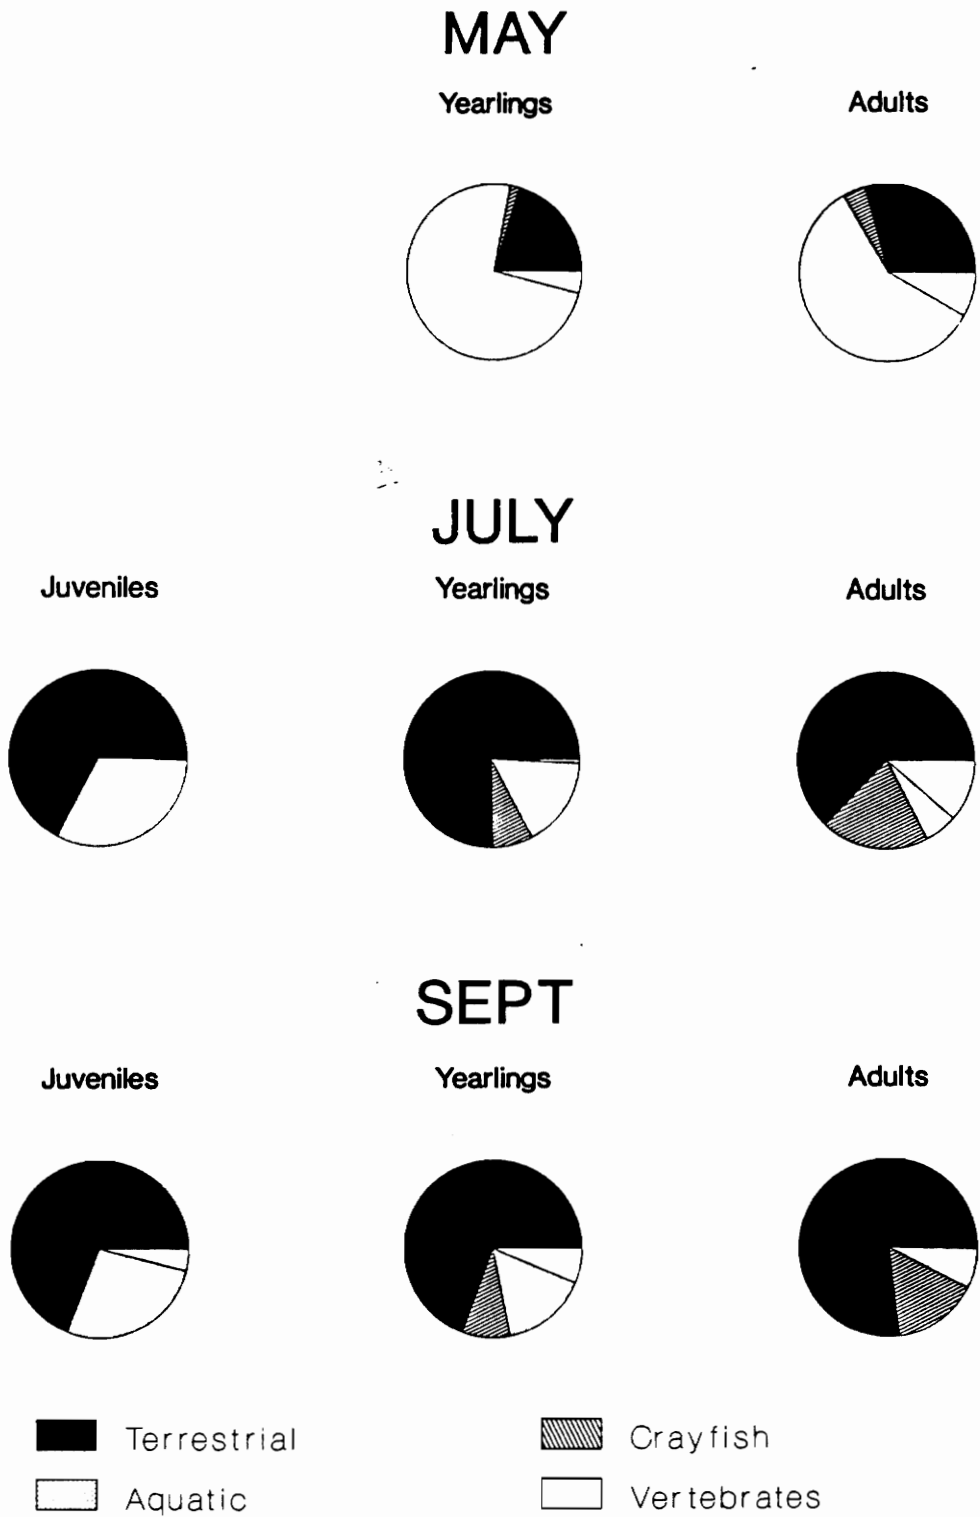 MAY
Yearlings Adults
JULY
Juveniles Yearlings Adults
SEPT
Juveniles Yearlings Adults
Terrestrial Crayfish
Aquatic Vertebrates